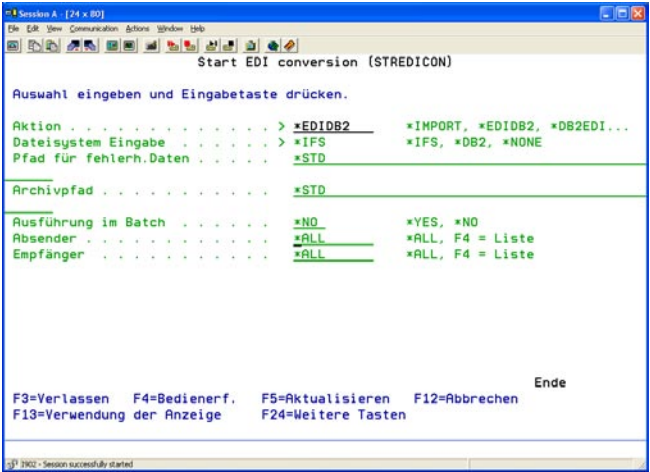 Session A - [24 x 80]
File Edit View Communication Actions Window Help
Start EDI conversion (STREDICON)
Auswahl eingeben und Eingabetaste drücken.
Aktion . . . . . . . . . . . . . > *EDIDB2 *IMPORT, *EDIDB2, *DB2EDI...
Dateisystem Eingabe . . . . . . > *IFS *IFS, *DB2, *NONE
Pfad für fehlerh.Daten . . . . . *STD
Archivpfad . . . . . . . . . . . *STD
Ausführung im Batch . . . . . . *NO *YES, *NO
Absender . . . . . . . . . . . . *ALL *ALL, F4 = Liste
Empfänger . . . . . . . . . . . *ALL *ALL, F4 = Liste
Ende
F3=Verlassen F4=Bedienerf. F5=Aktualisieren F12=Abbrechen
F13=Verwendung der Anzeige F24=Weitere Tasten
I902 - Session successfully started